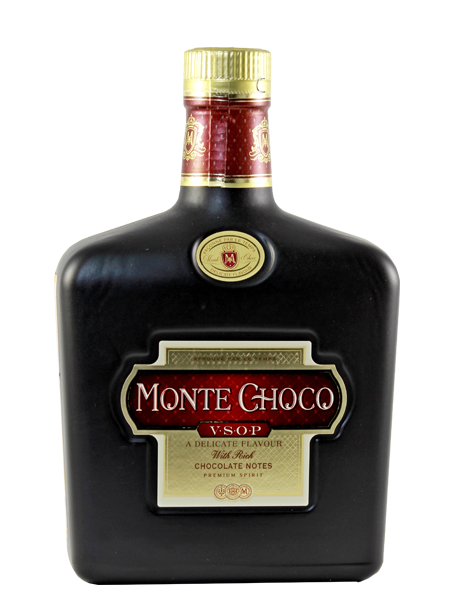 M
MONTE CHOCO
V·S·O·P
A DELICATE FLAVOUR
With Rich
CHOCOLATE NOTES
PREMIUM SPIRIT
M